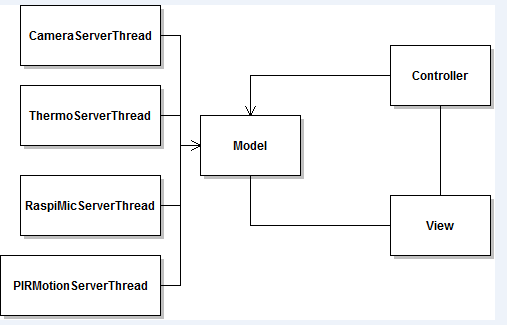 CameraServerThread
ThermoServerThread
RaspiMicServerThread
PIRMotionServerThread
Model
Controller
View